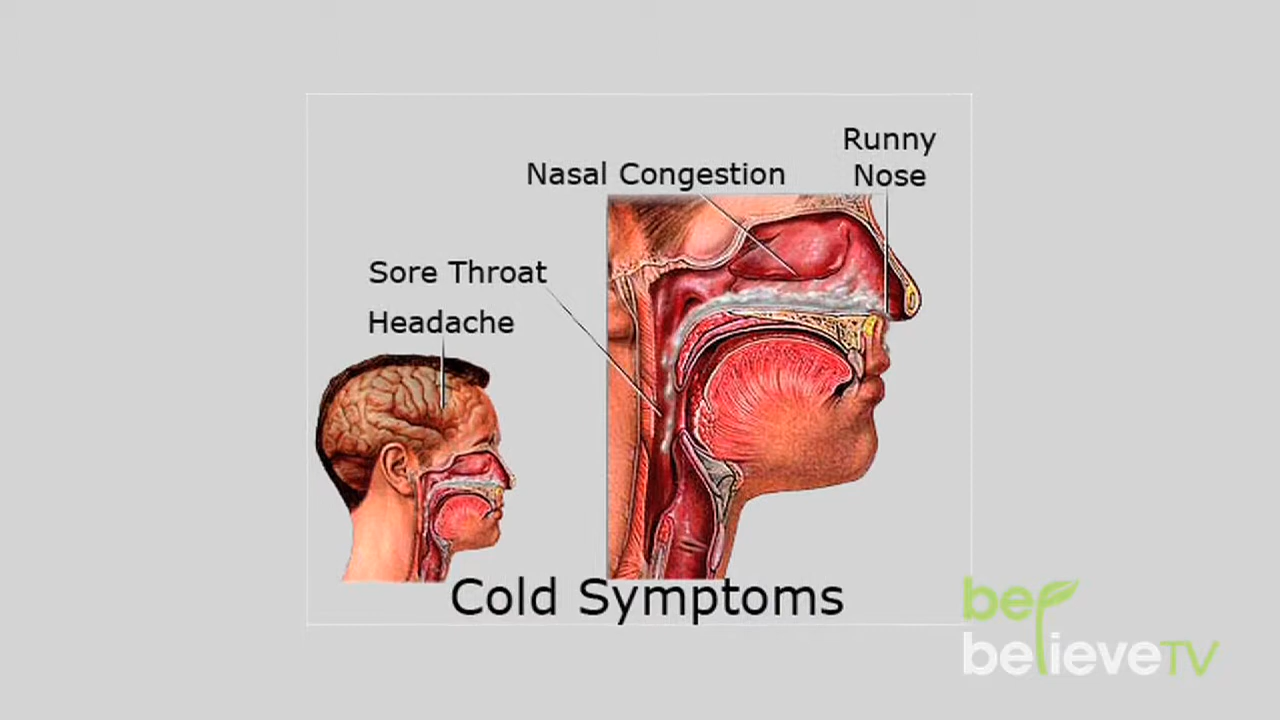 Runny
Nose
Nasal Congestion
Sore Throat
Headache
Cold Symptoms
be
believeTV